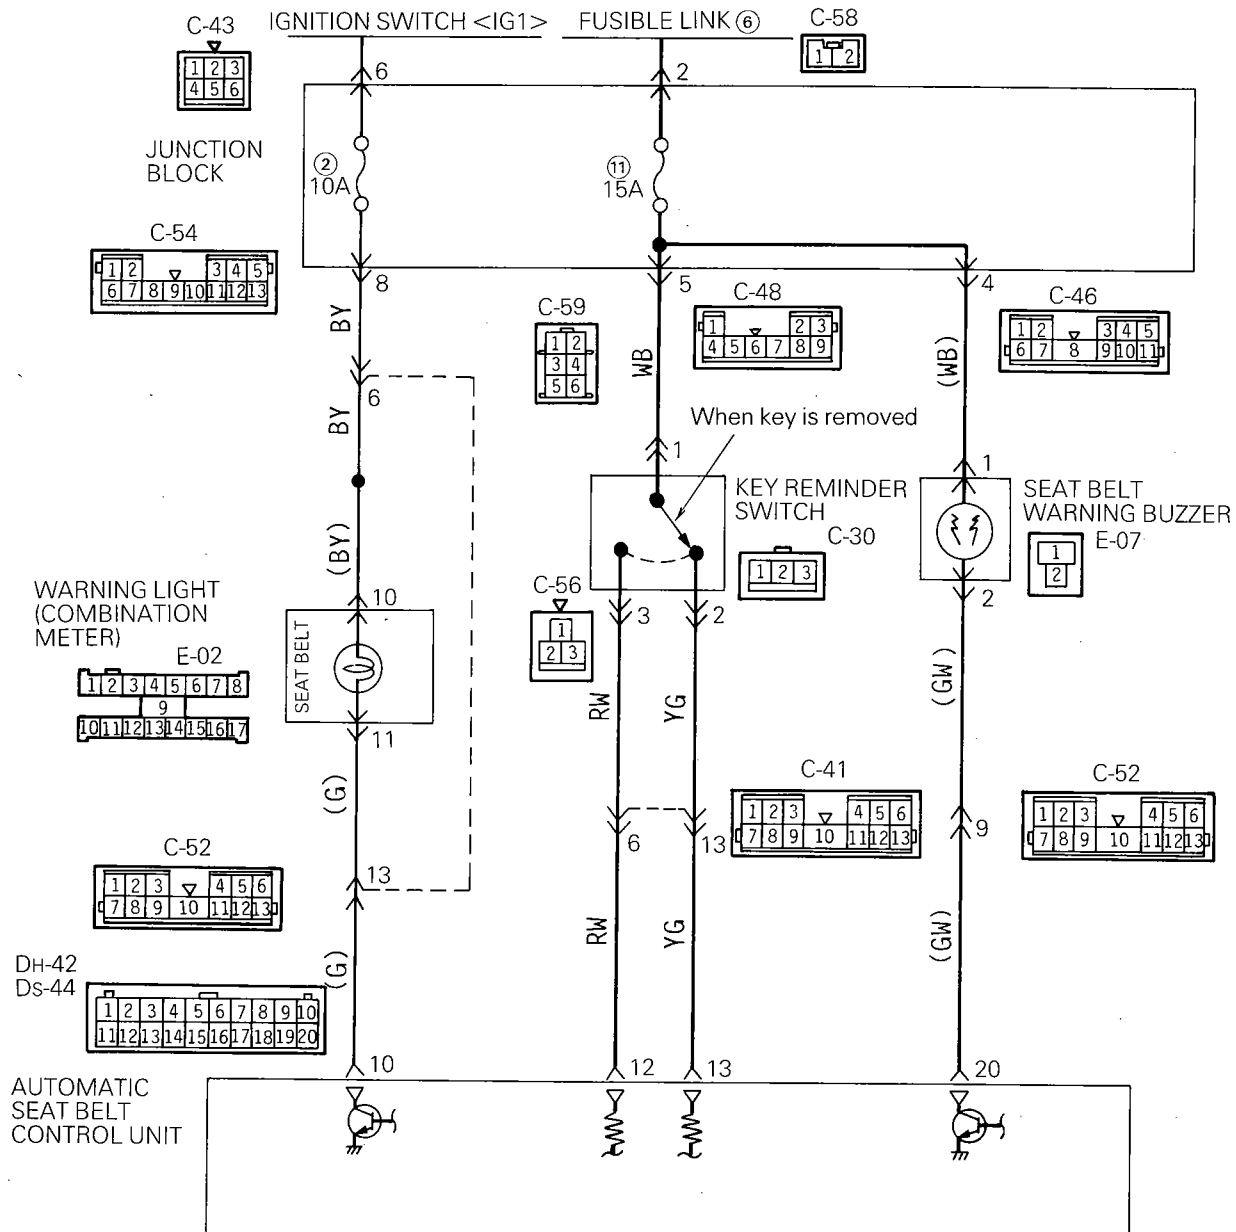 C-43
IGNITION SWITCH <IG1>
FUSIBLE LINK ⑥
C-58
1 2 3
4 5 6
6
2
1 2
JUNCTION
BLOCK
②
10A
⑪
15A
C-54
1 2 3 4 5
6 7 8 9 10 11 12 13
8
5
4
C-59
1 2
3 4
5 6
C-48
1 2 3
4 5 6 7 8 9
C-46
1 2 3 4 5
6 7 8 9 10 11
BY
WB
(WB)
6
BY
When key is removed
1
1
KEY REMINDER
SWITCH
C-30
1 2 3
SEAT BELT
WARNING BUZZER
E-07
1
2
(BY)
C-56
1
2 3
WARNING LIGHT
(COMBINATION
METER)
E-02
1 2 3 4 5 6 7 8
9
10 11 12 13 14 15 16 17
10
SEAT BELT
11
3
2
2
RW
YG
(GW)
(G)
C-41
1 2 3 4 5 6
7 8 9 10 11 12 13
C-52
1 2 3 4 5 6
7 8 9 10 11 12 13
6
13
9
C-52
1 2 3 4 5 6
7 8 9 10 11 12 13
13
RW
YG
(GW)
(G)
DH-42
DS-44
1 2 3 4 5 6 7 8 9 10
11 12 13 14 15 16 17 18 19 20
10
12
13
20
AUTOMATIC
SEAT BELT
CONTROL UNIT